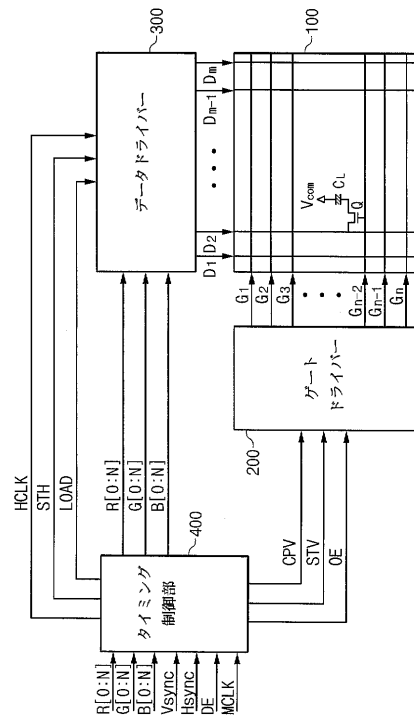 HCLK
STH
LOAD
400
タイミング
制御部
R[0:N]
G[0:N]
B[0:N]
Vsync
Hsync
DE
MCLK
R[0:N]
G[0:N]
B[0:N]
300
データドライバー
D1
D2
Dm-1
Dm
CPV
STV
OE
200
ゲート
ドライバー
G1
G2
G3
Gn-2
Gn-1
Gn
100
Vcom
CL
Q